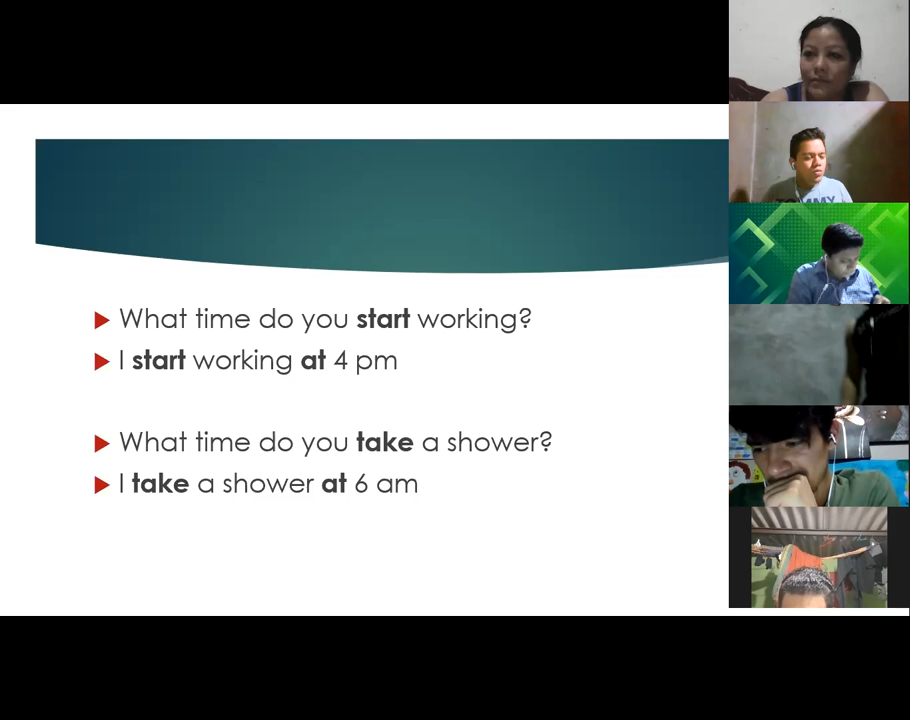 What time do you start working?
I start working at 4 pm
What time do you take a shower?
I take a shower at 6 am
TOMMY